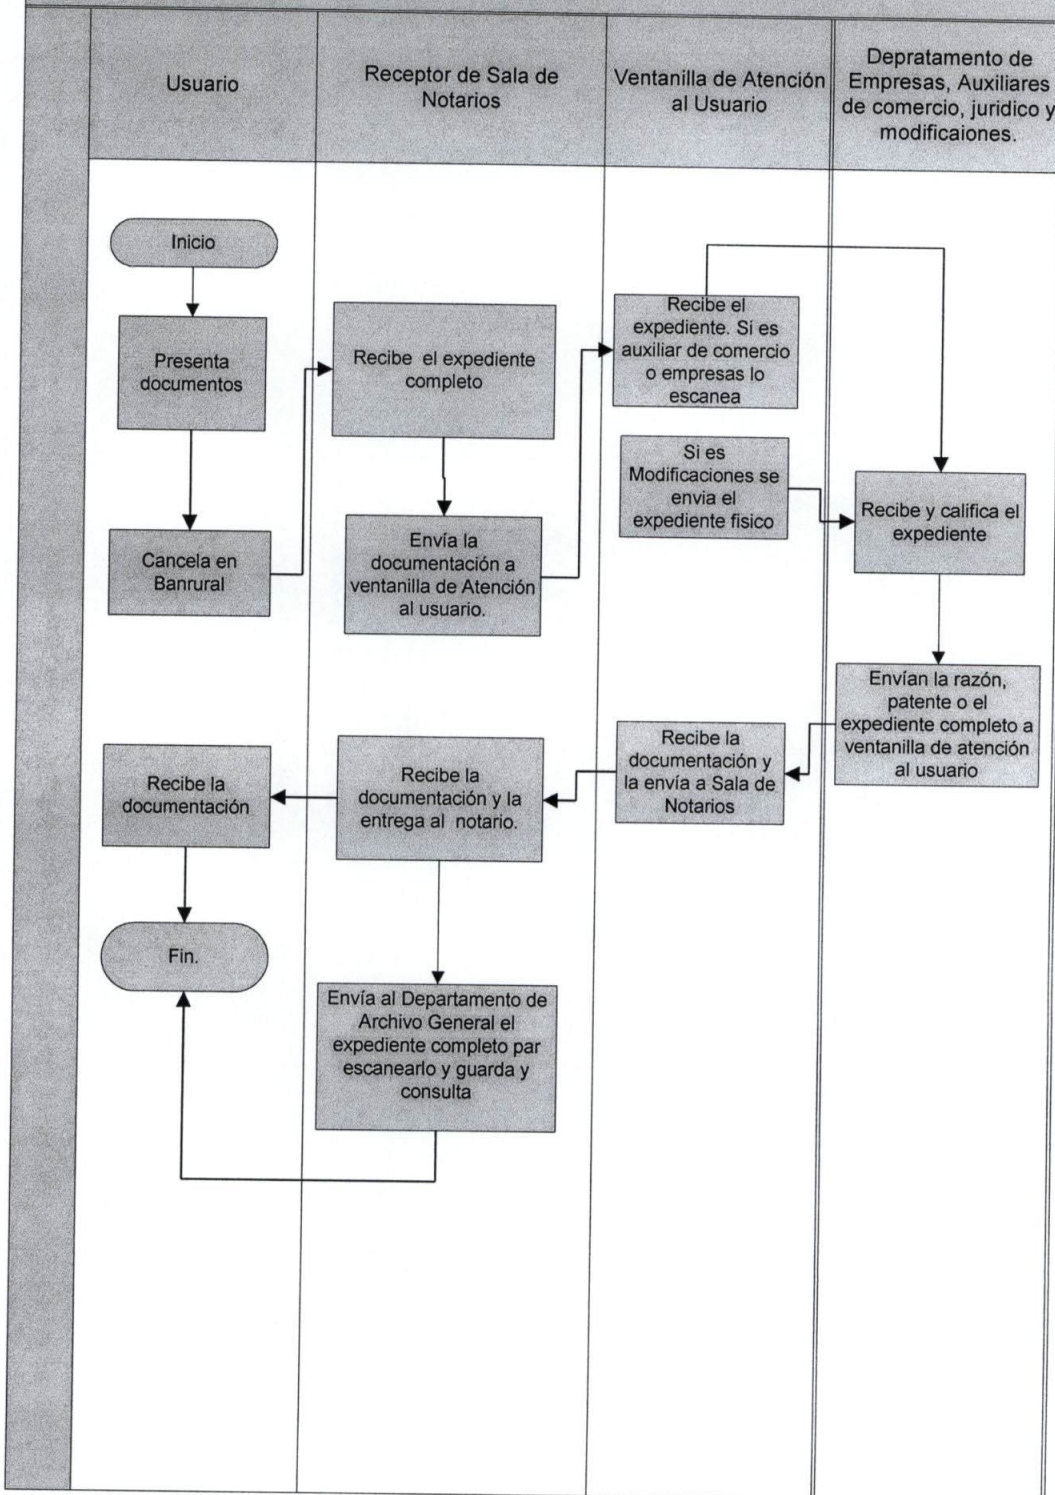 Usuario
Receptor de Sala de
Notarios
Ventanilla de Atención
al Usuario
Depratamento de
Empresas, Auxiliares
de comercio, juridico y
modificaiones.
Inicio
Presenta
documentos
Cancela en
Banrural
Recibe el expediente
completo
Envía la
documentación a
ventanilla de Atención
al usuario.
Recibe el
expediente. Si es
auxiliar de comercio
o empresas lo
escanea
Si es
Modificaciones se
envia el
expediente fisico
Recibe y califica el
expediente
Envían la razón,
patente o el
expediente completo a
ventanilla de atención
al usuario
Recibe la
documentación y
la envía a Sala de
Notarios
Recibe la
documentación y la
entrega al notario.
Recibe la
documentación
Fin.
Envía al Departamento de
Archivo General el
expediente completo par
escanearlo y guarda y
consulta